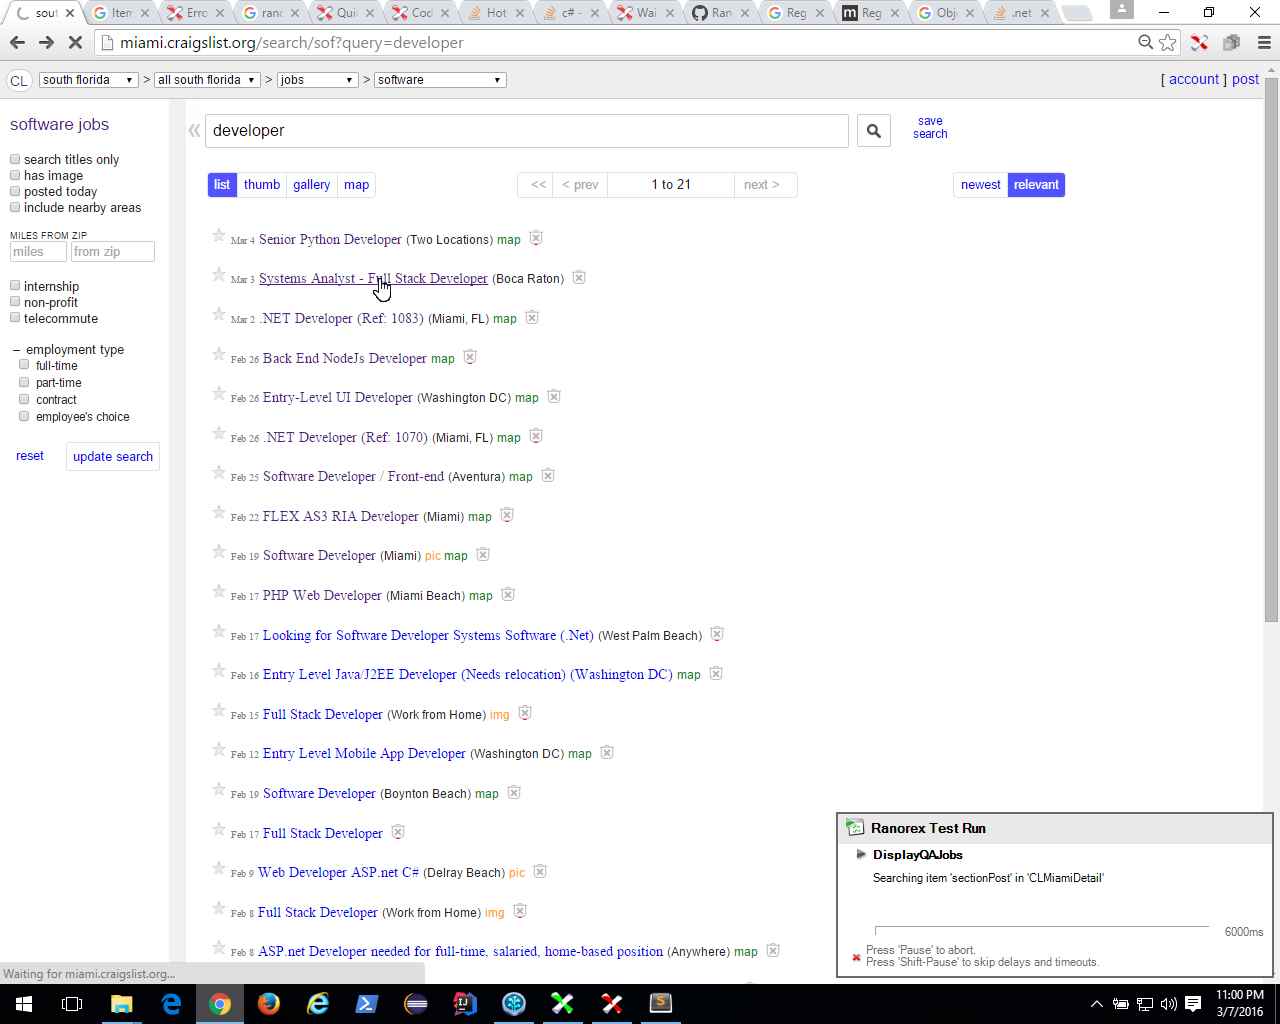 sout
Item
Erro
rano
Quic
Cod
Hot
c# -
Wai
Ran
Reg
Reg
Obje
.net
miami.craigslist.org/search/sof?query=developer
CL south florida > all south florida > jobs > software [ account ] post
software jobs
developer
save search
search titles only
has image
posted today
include nearby areas
MILES FROM ZIP
miles from zip
internship
non-profit
telecommute
– employment type
full-time
part-time
contract
employee's choice
reset update search
list thumb gallery map << < prev 1 to 21 next > newest relevant
Mar 4 Senior Python Developer (Two Locations) map
Mar 3 Systems Analyst - Full Stack Developer (Boca Raton)
Mar 2 .NET Developer (Ref: 1083) (Miami, FL) map
Feb 26 Back End NodeJs Developer map
Feb 26 Entry-Level UI Developer (Washington DC) map
Feb 26 .NET Developer (Ref: 1070) (Miami, FL) map
Feb 25 Software Developer / Front-end (Aventura) map
Feb 22 FLEX AS3 RIA Developer (Miami) map
Feb 19 Software Developer (Miami) pic map
Feb 17 PHP Web Developer (Miami Beach) map
Feb 17 Looking for Software Developer Systems Software (.Net) (West Palm Beach)
Feb 16 Entry Level Java/J2EE Developer (Needs relocation) (Washington DC) map
Feb 15 Full Stack Developer (Work from Home) img
Feb 12 Entry Level Mobile App Developer (Washington DC) map
Feb 19 Software Developer (Boynton Beach) map
Feb 17 Full Stack Developer
Feb 9 Web Developer ASP.net C# (Delray Beach) pic
Feb 8 Full Stack Developer (Work from Home) img
Feb 8 ASP.net Developer needed for full-time, salaried, home-based position (Anywhere) map
Ranorex Test Run
DisplayQAJobs
Searching item 'sectionPost' in 'CLMiamiDetail'
6000ms
Press 'Pause' to abort.
Press 'Shift-Pause' to skip delays and timeouts.
Waiting for miami.craigslist.org...
11:00 PM
3/7/2016